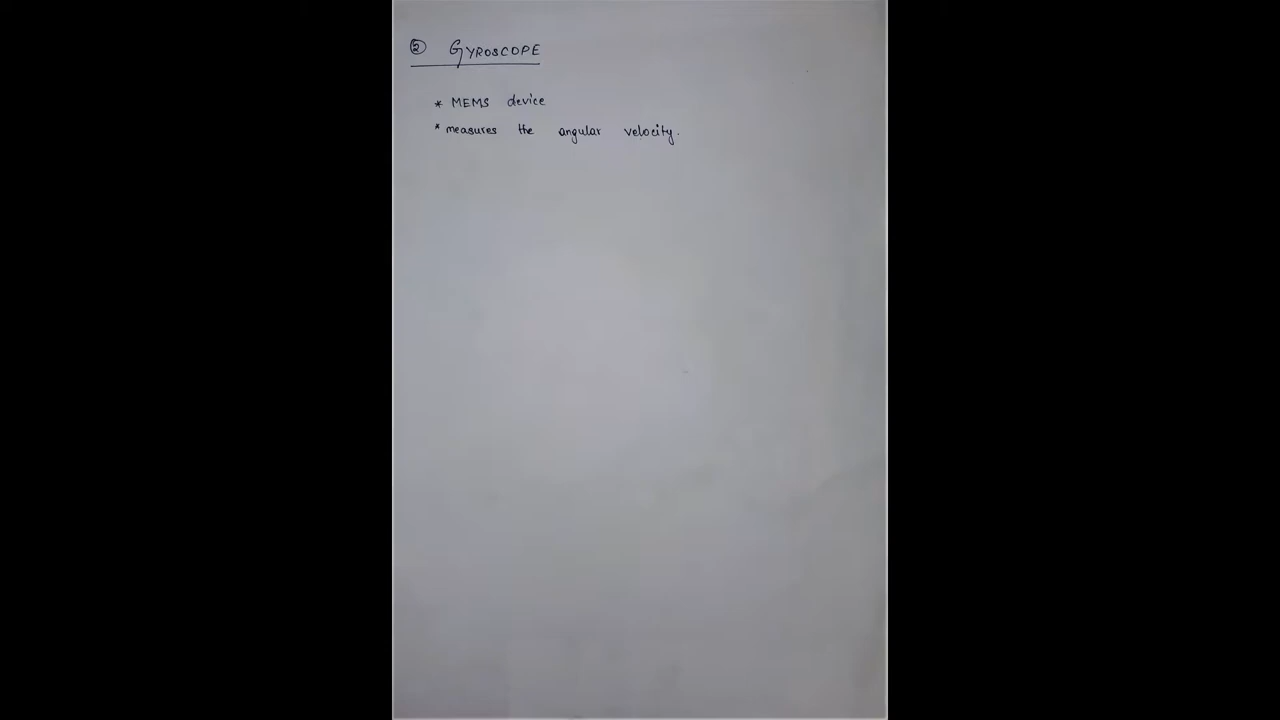 ② GYROSCOPE
* MEMS device
* measures the angular velocity.